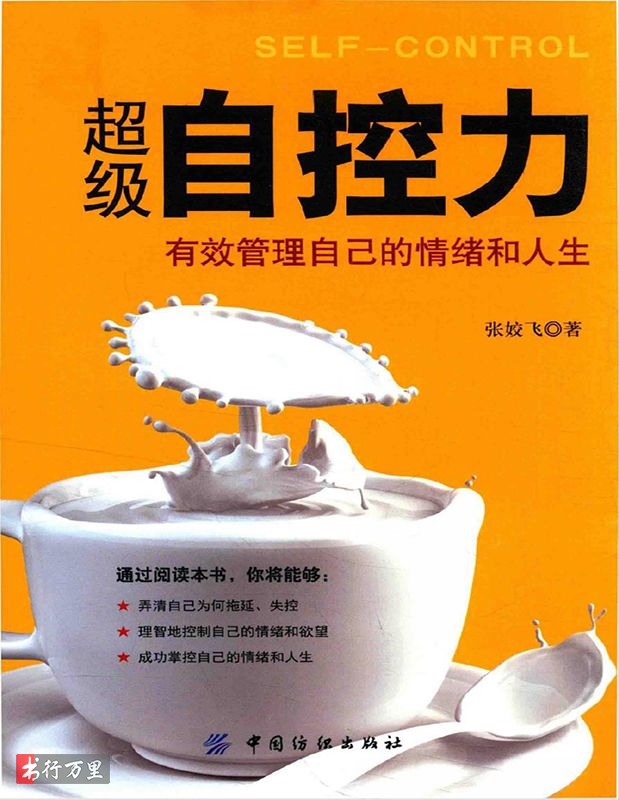 SELF-CONTROL
超级自控力
有效管理自己的情绪和人生
张姣飞◎著
通过阅读本书，你将能够：
★ 弄清自己为何拖延、失控
★ 理智地控制自己的情绪和欲望
★ 成功掌控自己的情绪和人生
中国纺织出版社
书行万里